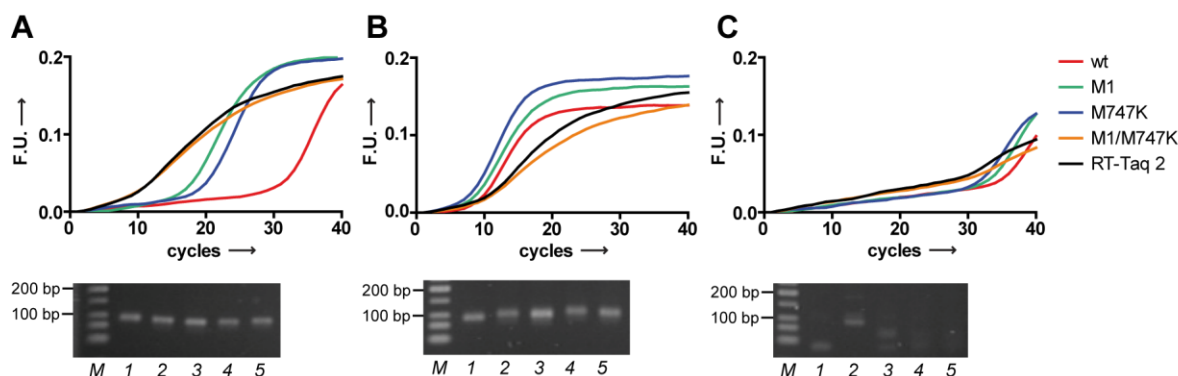 A
0.2
F.U. →
0.1
0.0
0 10 20 30 40
cycles →
200 bp
100 bp
M 1 2 3 4 5
B
0.2
F.U. →
0.1
0.0
0 10 20 30 40
cycles →
200 bp
100 bp
M 1 2 3 4 5
C
0.2
F.U. →
0.1
0.0
0 10 20 30 40
cycles →
200 bp
100 bp
M 1 2 3 4 5
wt
M1
M747K
M1/M747K
RT-Taq 2